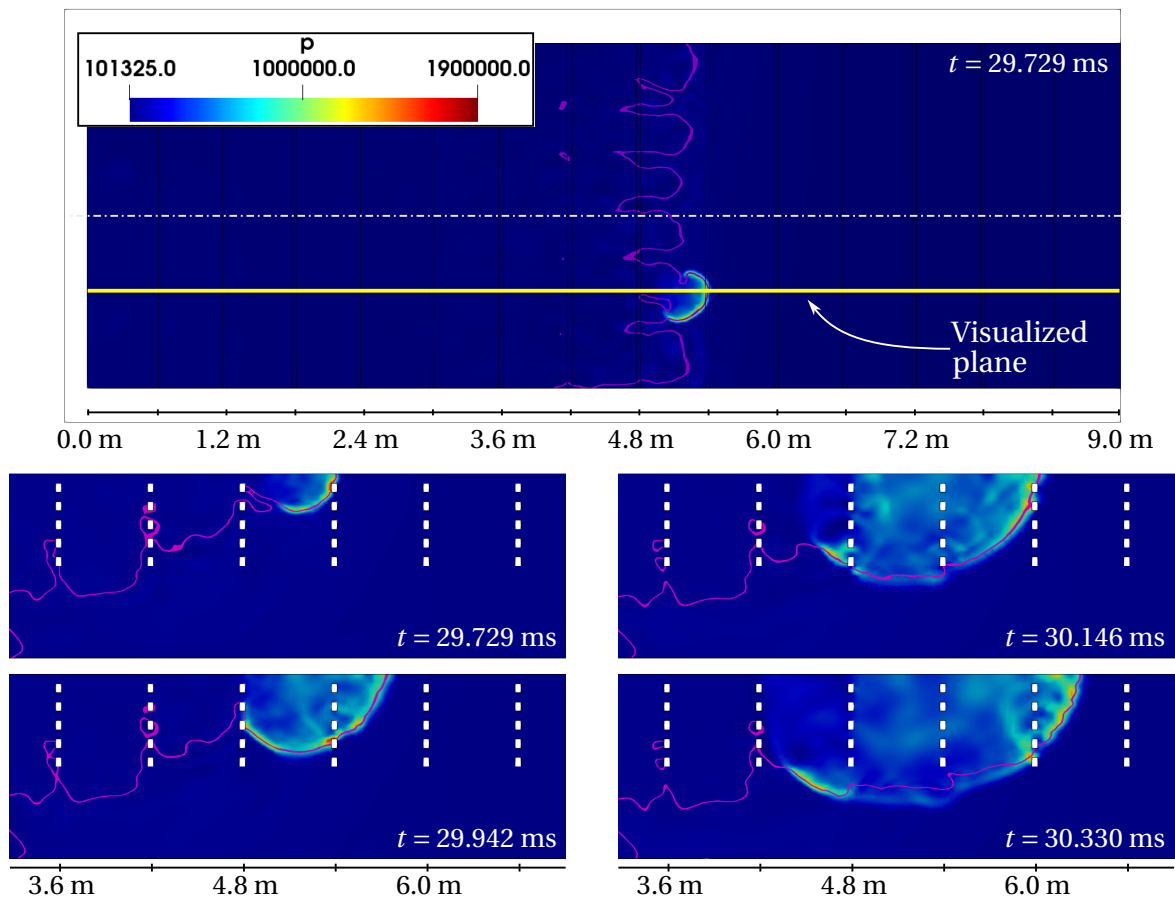 p
101325.0 1000000.0 1900000.0
t = 29.729 ms
Visualized
plane
0.0 m 1.2 m 2.4 m 3.6 m 4.8 m 6.0 m 7.2 m 9.0 m
t = 29.729 ms
t = 30.146 ms
t = 29.942 ms
t = 30.330 ms
3.6 m 4.8 m 6.0 m
3.6 m 4.8 m 6.0 m